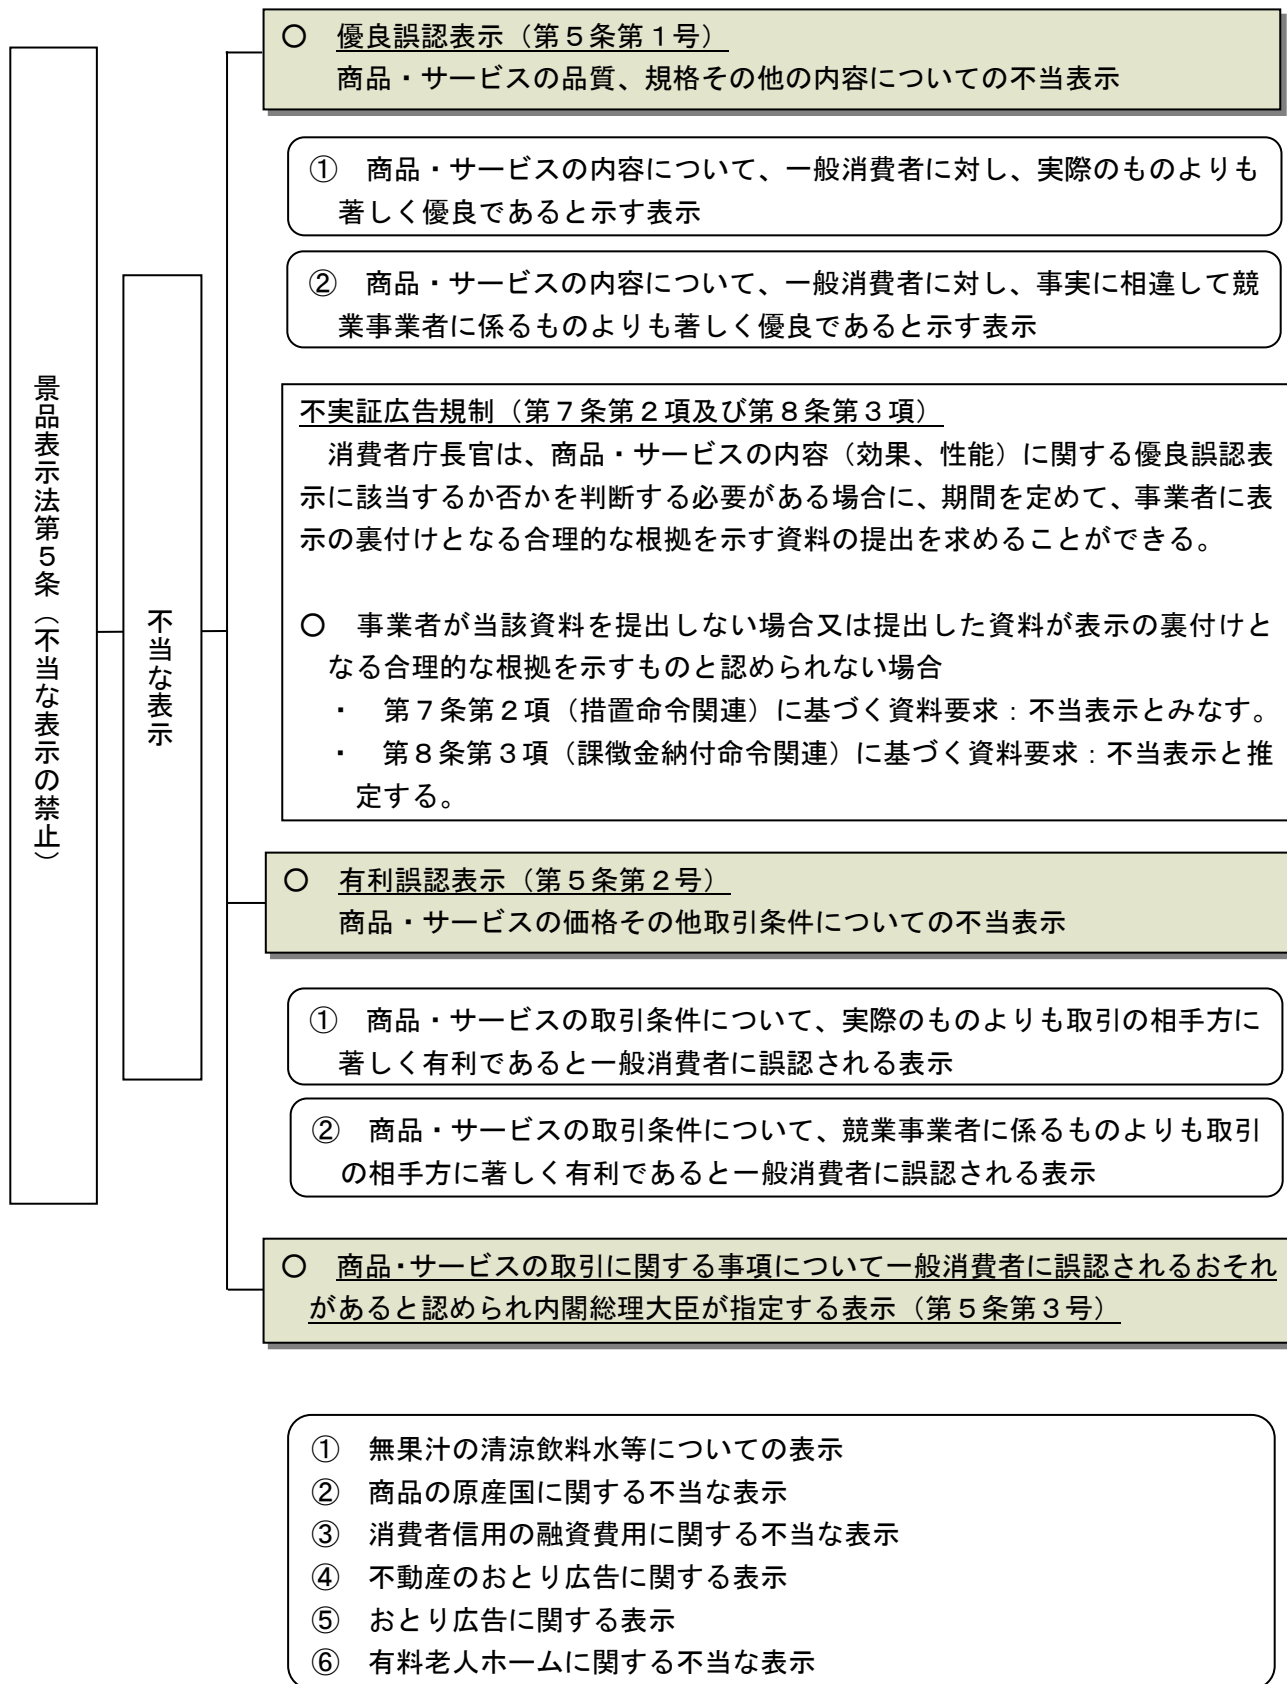 景品表示法第５条（不当な表示の禁止）
不当な表示
○　優良誤認表示（第５条第１号）
商品・サービスの品質、規格その他の内容についての不当表示
①　商品・サービスの内容について、一般消費者に対し、実際のものよりも
著しく優良であると示す表示
②　商品・サービスの内容について、一般消費者に対し、事実に相違して競
業事業者に係るものよりも著しく優良であると示す表示
不実証広告規制（第７条第２項及び第８条第３項）
消費者庁長官は、商品・サービスの内容（効果、性能）に関する優良誤認表
示に該当するか否かを判断する必要がある場合に、期間を定めて、事業者に表
示の裏付けとなる合理的な根拠を示す資料の提出を求めることができる。
○　事業者が当該資料を提出しない場合又は提出した資料が表示の裏付けと
なる合理的な根拠を示すものと認められない場合
・　第７条第２項（措置命令関連）に基づく資料要求：不当表示とみなす。
・　第８条第３項（課徴金納付命令関連）に基づく資料要求：不当表示と推
定する。
○　有利誤認表示（第５条第２号）
商品・サービスの価格その他取引条件についての不当表示
①　商品・サービスの取引条件について、実際のものよりも取引の相手方に
著しく有利であると一般消費者に誤認される表示
②　商品・サービスの取引条件について、競業事業者に係るものよりも取引
の相手方に著しく有利であると一般消費者に誤認される表示
○　商品・サービスの取引に関する事項について一般消費者に誤認されるおそれ
があると認められ内閣総理大臣が指定する表示（第５条第３号）
①　無果汁の清涼飲料水等についての表示
②　商品の原産国に関する不当な表示
③　消費者信用の融資費用に関する不当な表示
④　不動産のおとり広告に関する表示
⑤　おとり広告に関する表示
⑥　有料老人ホームに関する不当な表示